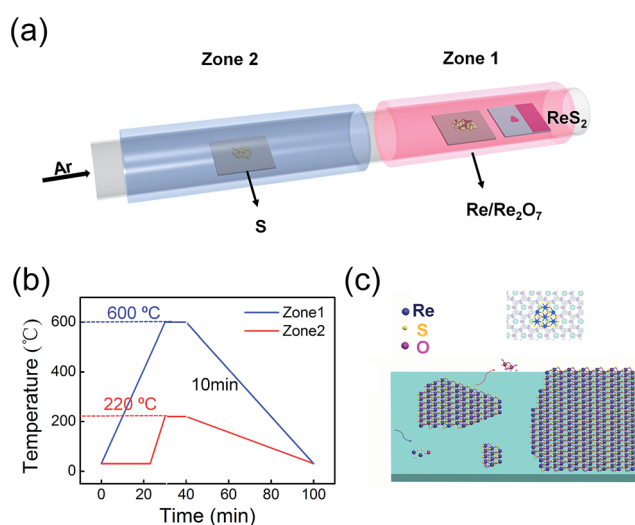 (a)
Zone 2
Zone 1
ReS₂
Ar
S
Re/Re₂O₇
(b)
600 ºC
Zone1
Zone2
600
10min
400
220 ℃
200
0
Temperature (℃)
0 20 40 60 80 100
Time (min)
(c)
Re
S
O